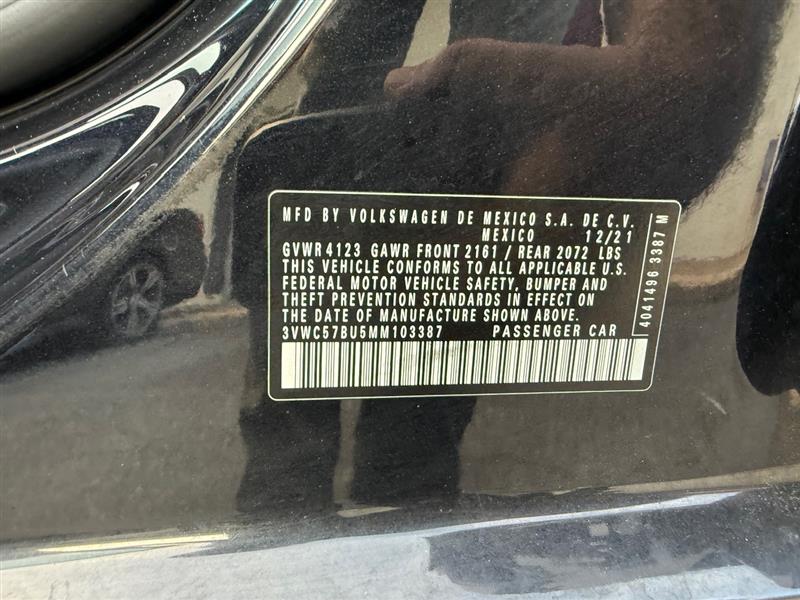 MFD BY VOLKSWAGEN DE MEXICO S.A. DE C.V.
MEXICO 12/21
GVWR 4123 GAWR FRONT 2161 / REAR 2072 LBS
THIS VEHICLE CONFORMS TO ALL APPLICABLE U.S.
FEDERAL MOTOR VEHICLE SAFETY, BUMPER AND
THEFT PREVENTION STANDARDS IN EFFECT ON
THE DATE OF MANUFACTURE SHOWN ABOVE.
3VWC57BU5MM103387 PASSENGER CAR
4041496 3387 M